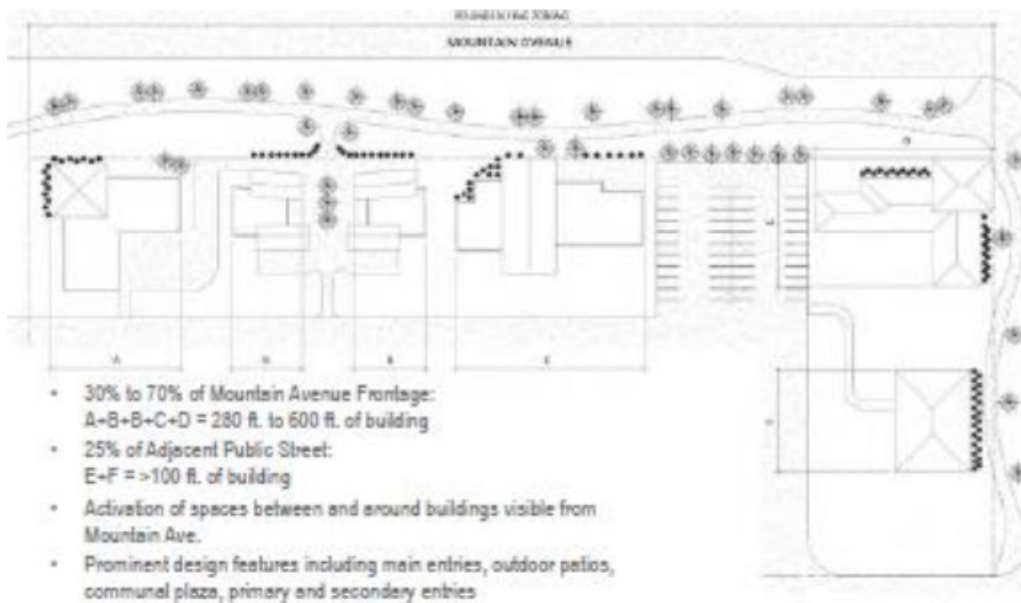 MOUNTAIN AVENUE
D
E
A
B
B
C
F
• 30% to 70% of Mountain Avenue Frontage:
A+B+B+C+D = 280 ft. to 600 ft. of building
• 25% of Adjacent Public Street:
E+F = >100 ft. of building
• Activation of spaces between and around buildings visible from
Mountain Ave.
• Prominent design features including main entries, outdoor patios,
communal plaza, primary and secondary entries